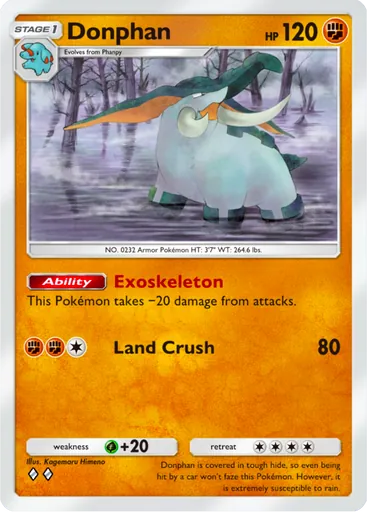 STAGE 1
Donphan
HP 120
Evolves from Phanpy
NO. 0232 Armor Pokémon HT: 3'7" WT: 264.6 lbs.
Ability Exoskeleton
This Pokémon takes −20 damage from attacks.
Land Crush 80
weakness +20 retreat
Illus. Kagemaru Himeno
Donphan is covered in tough hide, so even being
hit by a car won't faze this Pokémon. However, it
is extremely susceptible to rain.